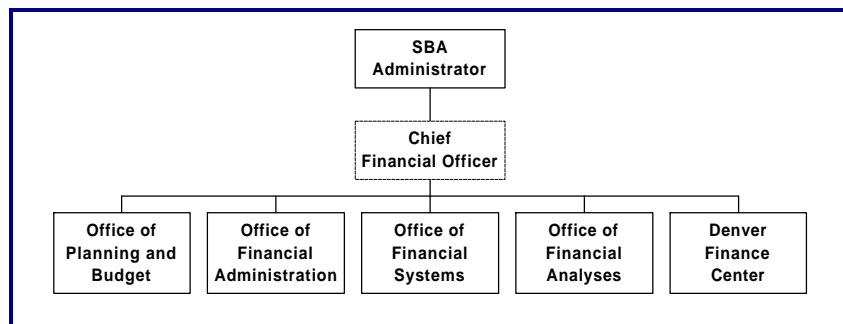 SBA
Administrator
Chief
Financial Officer
Office of
Planning and
Budget
Office of
Financial
Administration
Office of
Financial
Systems
Office of
Financial
Analyses
Denver
Finance
Center